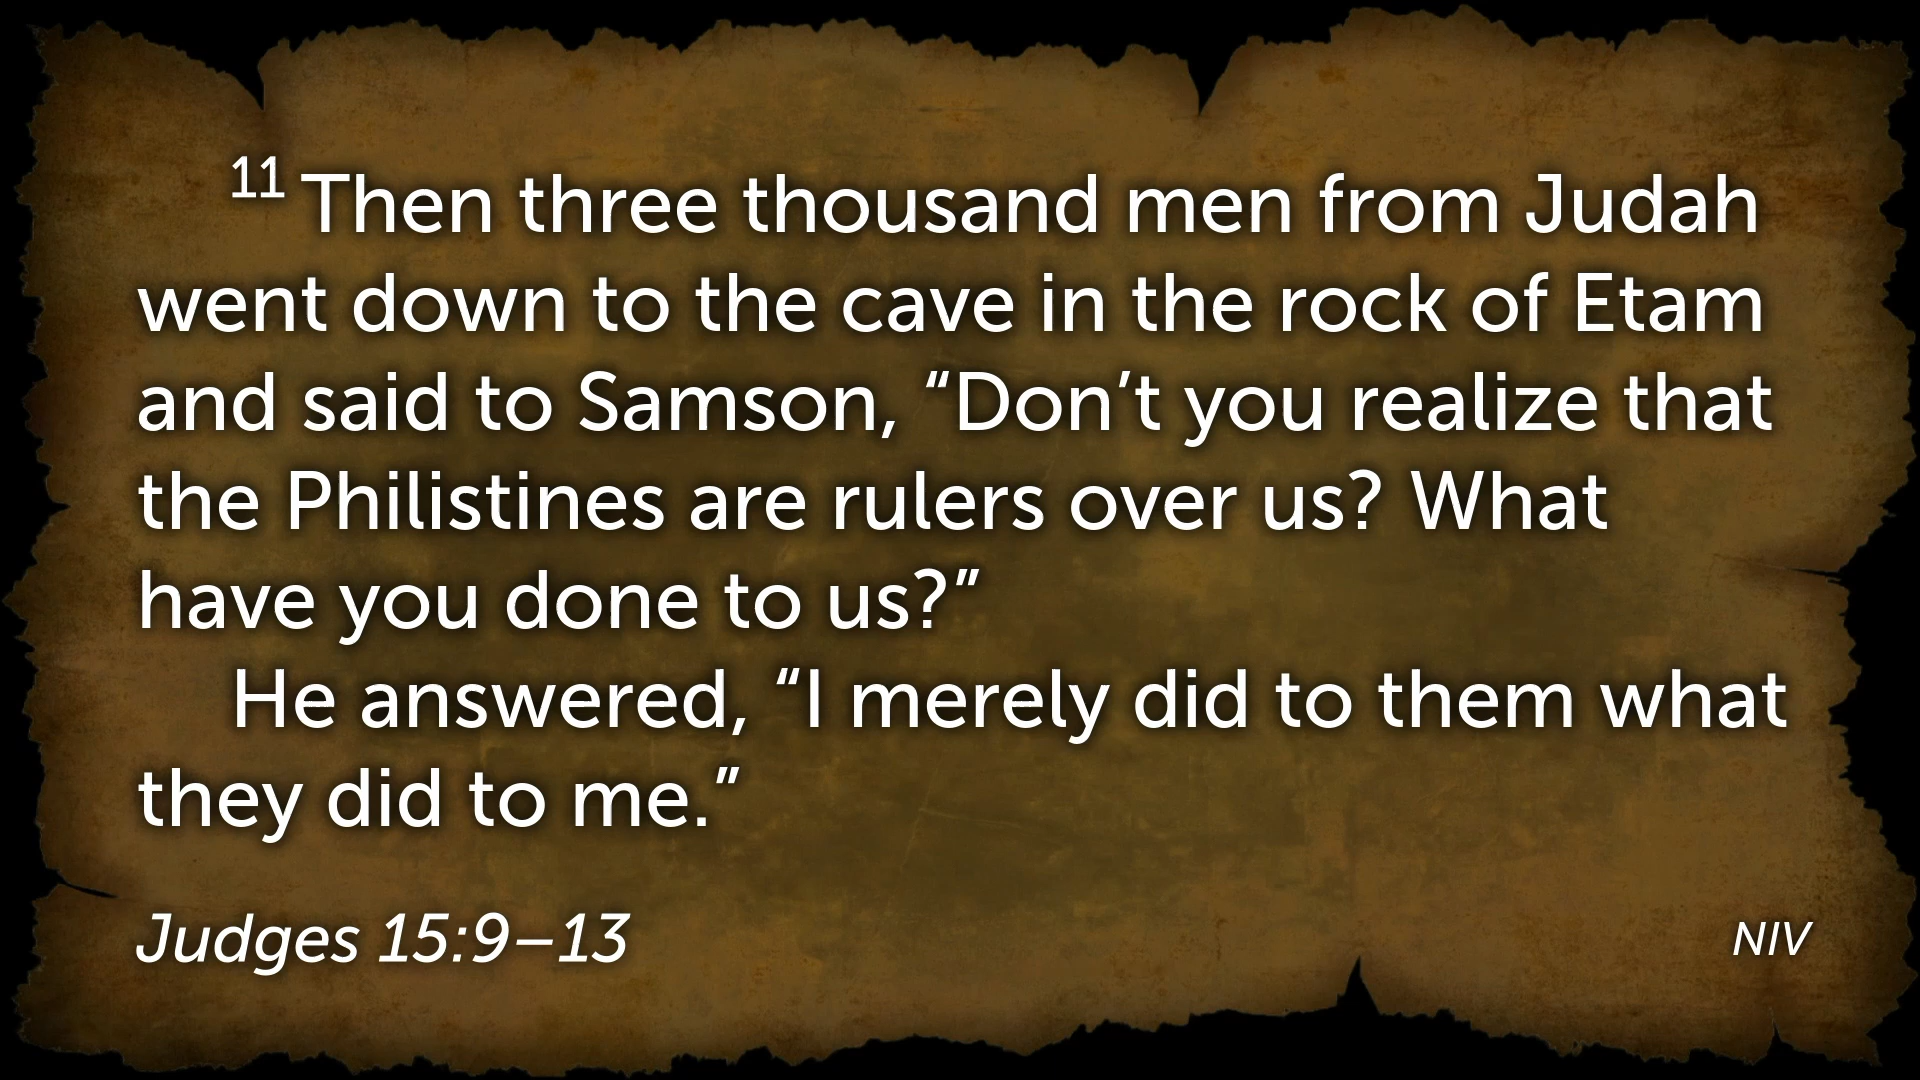 11 Then three thousand men from Judah
went down to the cave in the rock of Etam
and said to Samson, “Don’t you realize that
the Philistines are rulers over us? What
have you done to us?”
He answered, “I merely did to them what
they did to me.”
Judges 15:9–13
NIV